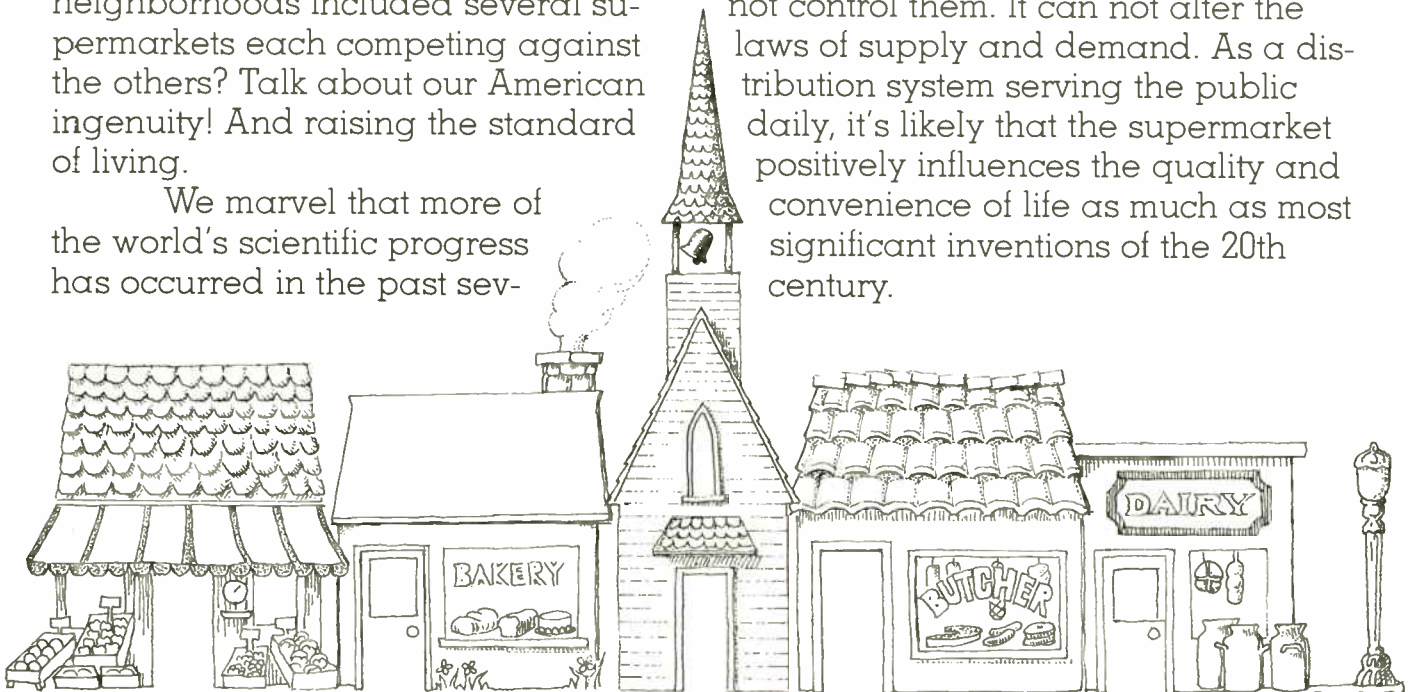 neighborhoods included several su-
permarkets each competing against
the others? Talk about our American
ingenuity! And raising the standard
of living.
We marvel that more of
the world's scientific progress
has occurred in the past sev-
not control them. It can not alter the
laws of supply and demand. As a dis-
tribution system serving the public
daily, it's likely that the supermarket
positively influences the quality and
convenience of life as much as most
significant inventions of the 20th
century.
BAKERY
BUTCHER
DAIRY